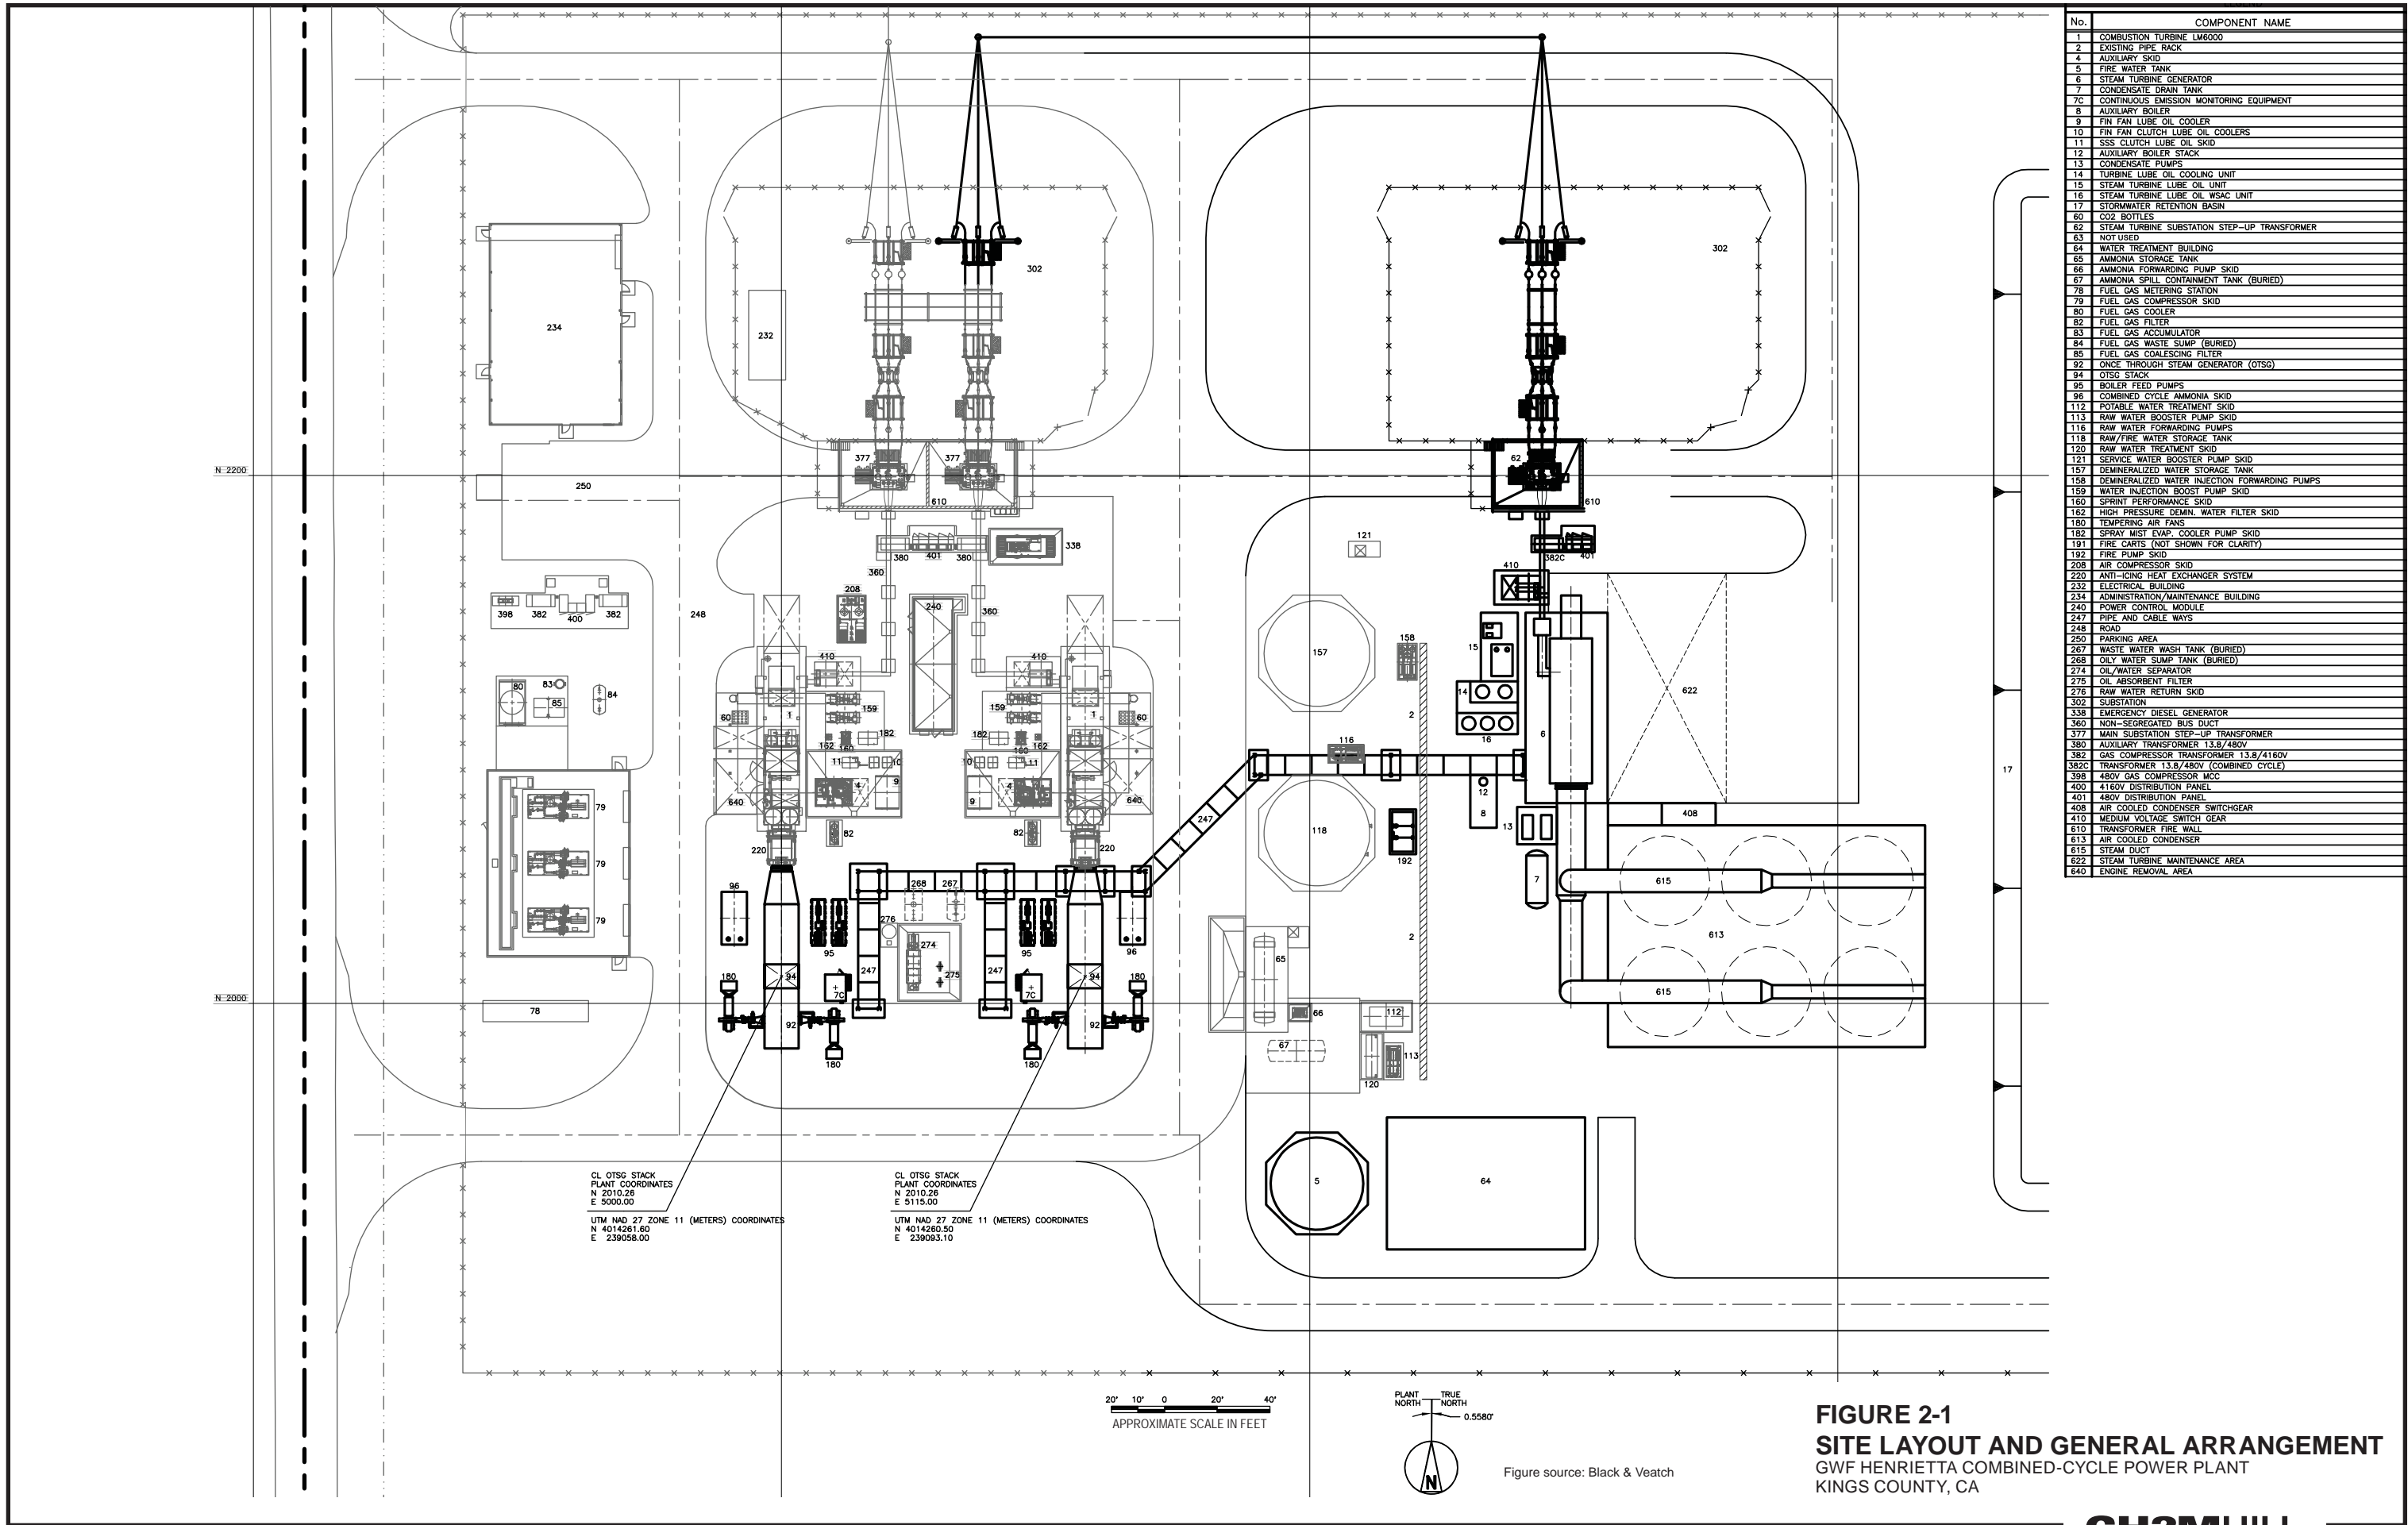 No. COMPONENT NAME
1 COMBUSTION TURBINE LM6000
2 EXISTING PIPE RACK
4 AUXILIARY SKID
5 FIRE WATER TANK
6 STEAM TURBINE GENERATOR
7 CONDENSATE DRAIN TANK
7C CONTINUOUS EMISSION MONITORING EQUIPMENT
8 AUXILIARY BOILER
9 FIN FAN LUBE OIL COOLER
10 FIN FAN CLUTCH LUBE OIL COOLERS
11 SSS CLUTCH LUBE OIL SKID
12 AUXILIARY BOILER STACK
13 CONDENSATE PUMPS
14 TURBINE LUBE OIL COOLING UNIT
15 STEAM TURBINE LUBE OIL UNIT
16 STEAM TURBINE LUBE OIL WSAC UNIT
17 STORMWATER RETENTION BASIN
60 CO2 BOTTLES
62 STEAM TURBINE SUBSTATION STEP-UP TRANSFORMER
63 NOT USED
64 WATER TREATMENT BUILDING
65 AMMONIA STORAGE TANK
66 AMMONIA FORWARDING PUMP SKID
67 AMMONIA SPILL CONTAINMENT TANK (BURIED)
78 FUEL GAS METERING STATION
79 FUEL GAS COMPRESSOR SKID
80 FUEL GAS COOLER
82 FUEL GAS FILTER
83 FUEL GAS ACCUMULATOR
84 FUEL GAS WASTE SUMP (BURIED)
85 FUEL GAS COALESCING FILTER
92 ONCE THROUGH STEAM GENERATOR (OTSG)
94 OTSG STACK
95 BOILER FEED PUMPS
96 COMBINED CYCLE AMMONIA SKID
112 POTABLE WATER TREATMENT SKID
113 RAW WATER BOOSTER PUMP SKID
116 RAW WATER FORWARDING PUMPS
118 RAW/FIRE WATER STORAGE TANK
120 RAW WATER TREATMENT SKID
121 SERVICE WATER BOOSTER PUMP SKID
157 DEMINERALIZED WATER STORAGE TANK
158 DEMINERALIZED WATER INJECTION FORWARDING PUMPS
159 WATER INJECTION BOOST PUMP SKID
160 SPRINT PERFORMANCE SKID
162 HIGH PRESSURE DEMIN. WATER FILTER SKID
180 TEMPERING AIR FANS
182 SPRAY MIST EVAP. COOLER PUMP SKID
191 FIRE CARTS (NOT SHOWN FOR CLARITY)
192 FIRE PUMP SKID
208 AIR COMPRESSOR SKID
220 ANTI-ICING HEAT EXCHANGER SYSTEM
232 ELECTRICAL BUILDING
234 ADMINISTRATION/MAINTENANCE BUILDING
240 POWER CONTROL MODULE
247 PIPE AND CABLE WAYS
248 ROAD
250 PARKING AREA
267 WASTE WATER WASH TANK (BURIED)
268 OILY WATER SUMP TANK (BURIED)
274 OIL/WATER SEPARATOR
275 OIL ABSORBENT FILTER
276 RAW WATER RETURN SKID
302 SUBSTATION
338 EMERGENCY DIESEL GENERATOR
360 NON-SEGREGATED BUS DUCT
377 MAIN SUBSTATION STEP-UP TRANSFORMER
380 AUXILIARY TRANSFORMER 13.8/480V
382 GAS COMPRESSOR TRANSFORMER 13.8/4160V
382C TRANSFORMER 13.8/480V (COMBINED CYCLE)
398 480V GAS COMPRESSOR MCC
400 4160V DISTRIBUTION PANEL
401 480V DISTRIBUTION PANEL
408 AIR COOLED CONDENSER SWITCHGEAR
410 MEDIUM VOLTAGE SWITCH GEAR
610 TRANSFORMER FIRE WALL
613 AIR COOLED CONDENSER
615 STEAM DUCT
622 STEAM TURBINE MAINTENANCE AREA
640 ENGINE REMOVAL AREA
302
302
234
232
377
377
62
N 2200
250
610
610
121
338
380
401
380
382C
401
360
410
208
398
382
400
382
248
240
360
158
15
157
410
410
80
83
84
85
14
622
60
1
159
159
1
60
2
182
182
16
6
162
160
160
162
116
11
10
10
11
17
79
4
9
9
4
12
640
640
8
408
247
118
82
82
13
192
79
220
220
96
268
267
7
615
79
276
95
274
95
96
2
613
65
180
94
247
275
247
94
180
7C
7C
615
N 2000
78
92
92
66
112
67
113
180
180
120
5
64
CL OTSG STACK
PLANT COORDINATES
N 2010.26
E 5000.00
UTM NAD 27 ZONE 11 (METERS) COORDINATES
N 4014261.60
E 239058.00
CL OTSG STACK
PLANT COORDINATES
N 2010.26
E 5115.00
UTM NAD 27 ZONE 11 (METERS) COORDINATES
N 4014260.50
E 239093.10
20' 10' 0 20' 40'
APPROXIMATE SCALE IN FEET
PLANT NORTH
TRUE NORTH
0.5580°
N
Figure source: Black & Veatch
FIGURE 2-1
SITE LAYOUT AND GENERAL ARRANGEMENT
GWF HENRIETTA COMBINED-CYCLE POWER PLANT
KINGS COUNTY, CA